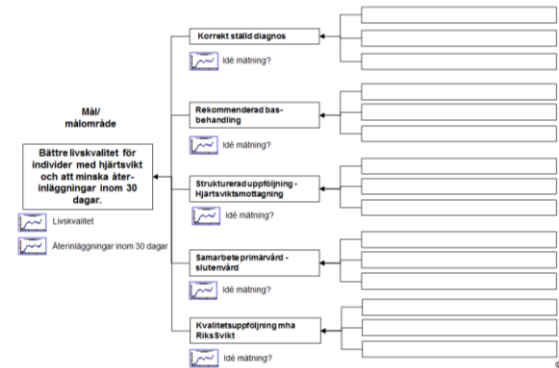 Mål/
målområde
Bättre livskvalitet för
individer med hjärtsvikt
och att minska åter-
inläggningar inom 30
dagar.
Livskvalitet
Återinläggningar inom 30 dagar
Korrekt ställd diagnos
Idé mätning?
Rekommenderad bas-
behandling
Idé mätning?
Strukturerad uppföljning -
Hjärtsviktsmottagning
Idé mätning?
Samarbete primärvård -
slutenvård
Idé mätning?
Kvalitetsuppföljning mha
RiksSvikt
Idé mätning?
©